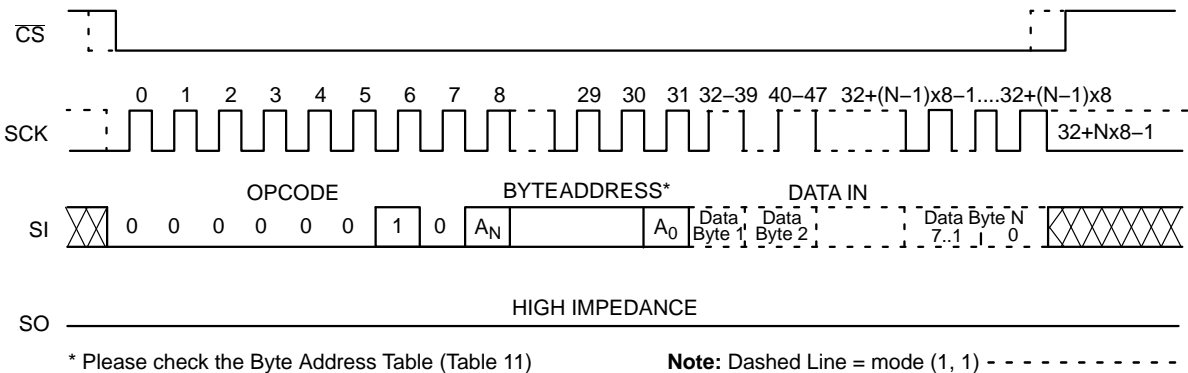 CS
0 1 2 3 4 5 6 7 8 29 30 31 32–39 40–47 32+(N–1)x8–1....32+(N–1)x8
SCK
32+Nx8–1
OPCODE BYTEADDRESS* DATA IN
SI 0 0 0 0 0 0 1 0 AN A0 Data Byte 1 Data Byte 2 Data Byte N 7..1 0
HIGH IMPEDANCE
SO
* Please check the Byte Address Table (Table 11) Note: Dashed Line = mode (1, 1)